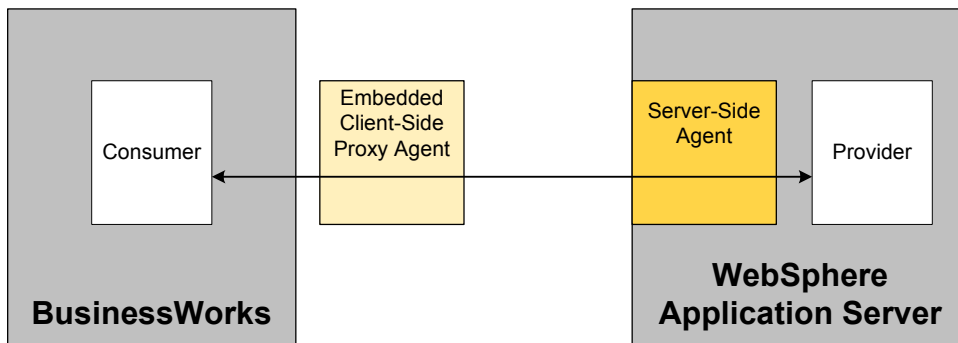 Consumer
BusinessWorks
Embedded
Client-Side
Proxy Agent
Server-Side
Agent
Provider
WebSphere
Application Server